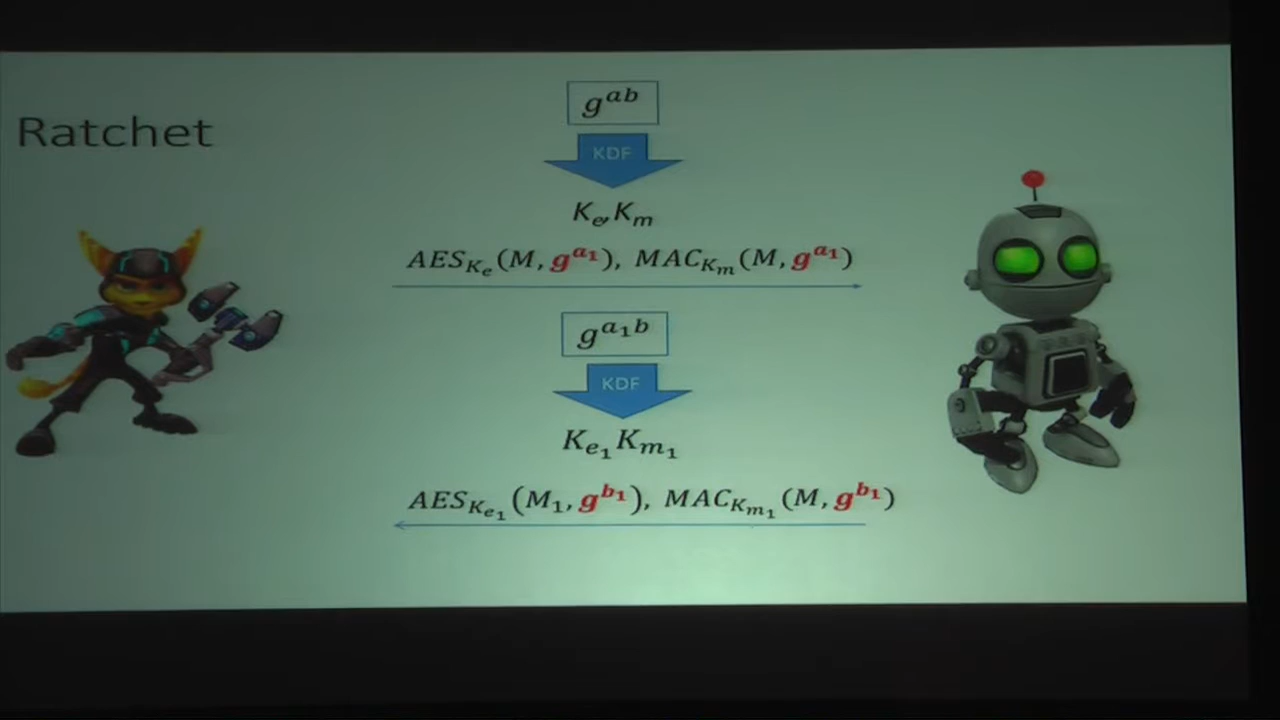 Ratchet
g^{ab}
KDF
K_e, K_m
AES_{K_e}(M, g^{a_1}), MAC_{K_m}(M, g^{a_1})
g^{a_1 b}
KDF
K_{e_1} K_{m_1}
AES_{K_{e_1}}(M_1, g^{b_1}), MAC_{K_{m_1}}(M, g^{b_1})